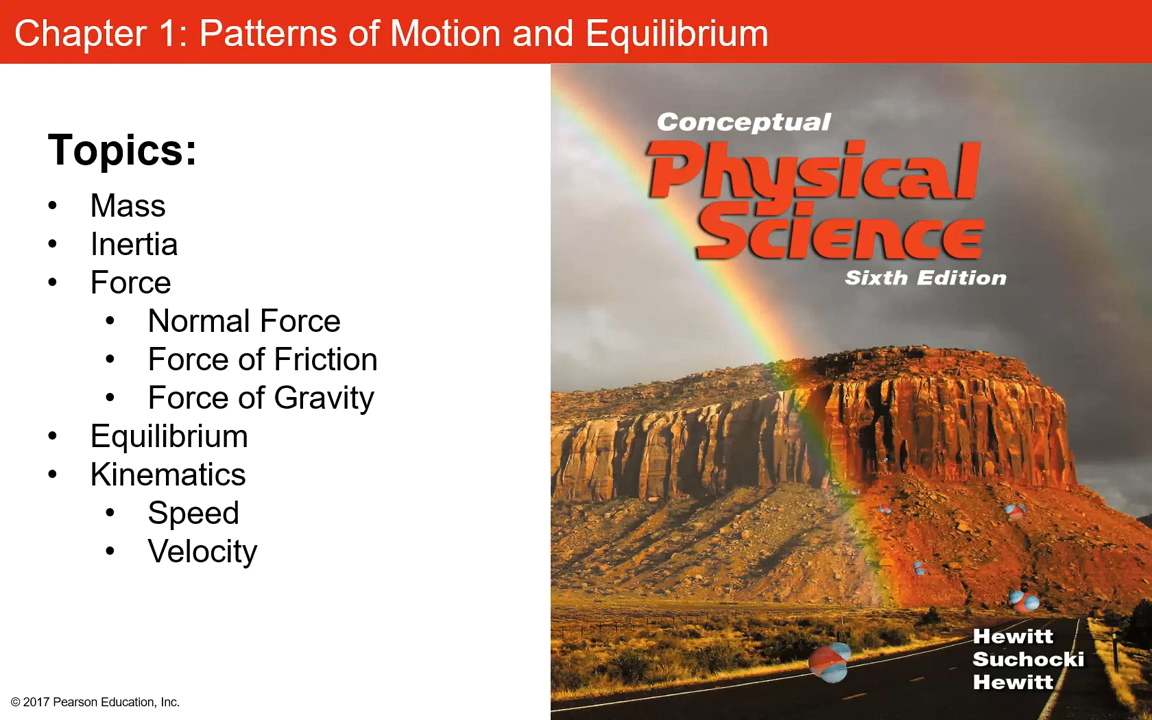 Chapter 1: Patterns of Motion and Equilibrium
Topics:
• Mass
• Inertia
• Force
• Normal Force
• Force of Friction
• Force of Gravity
• Equilibrium
• Kinematics
• Speed
• Velocity
© 2017 Pearson Education, Inc.
Conceptual
Physical
Science
Sixth Edition
Hewitt
Suchocki
Hewitt